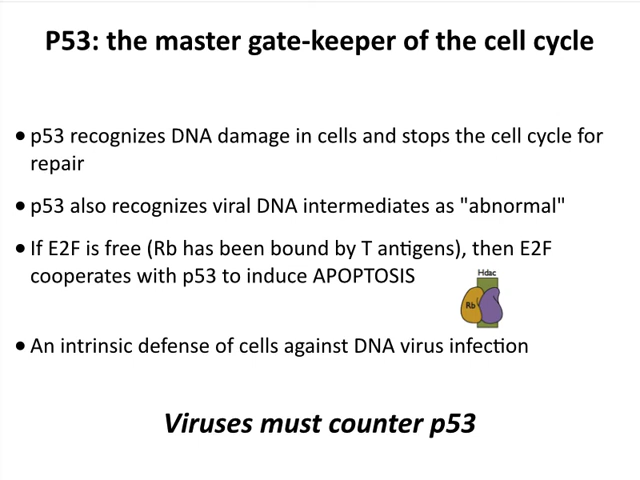 P53: the master gate-keeper of the cell cycle
• p53 recognizes DNA damage in cells and stops the cell cycle for
repair
• p53 also recognizes viral DNA intermediates as "abnormal"
• If E2F is free (Rb has been bound by T antigens), then E2F
cooperates with p53 to induce APOPTOSIS
Hdac
Rb
• An intrinsic defense of cells against DNA virus infection
Viruses must counter p53